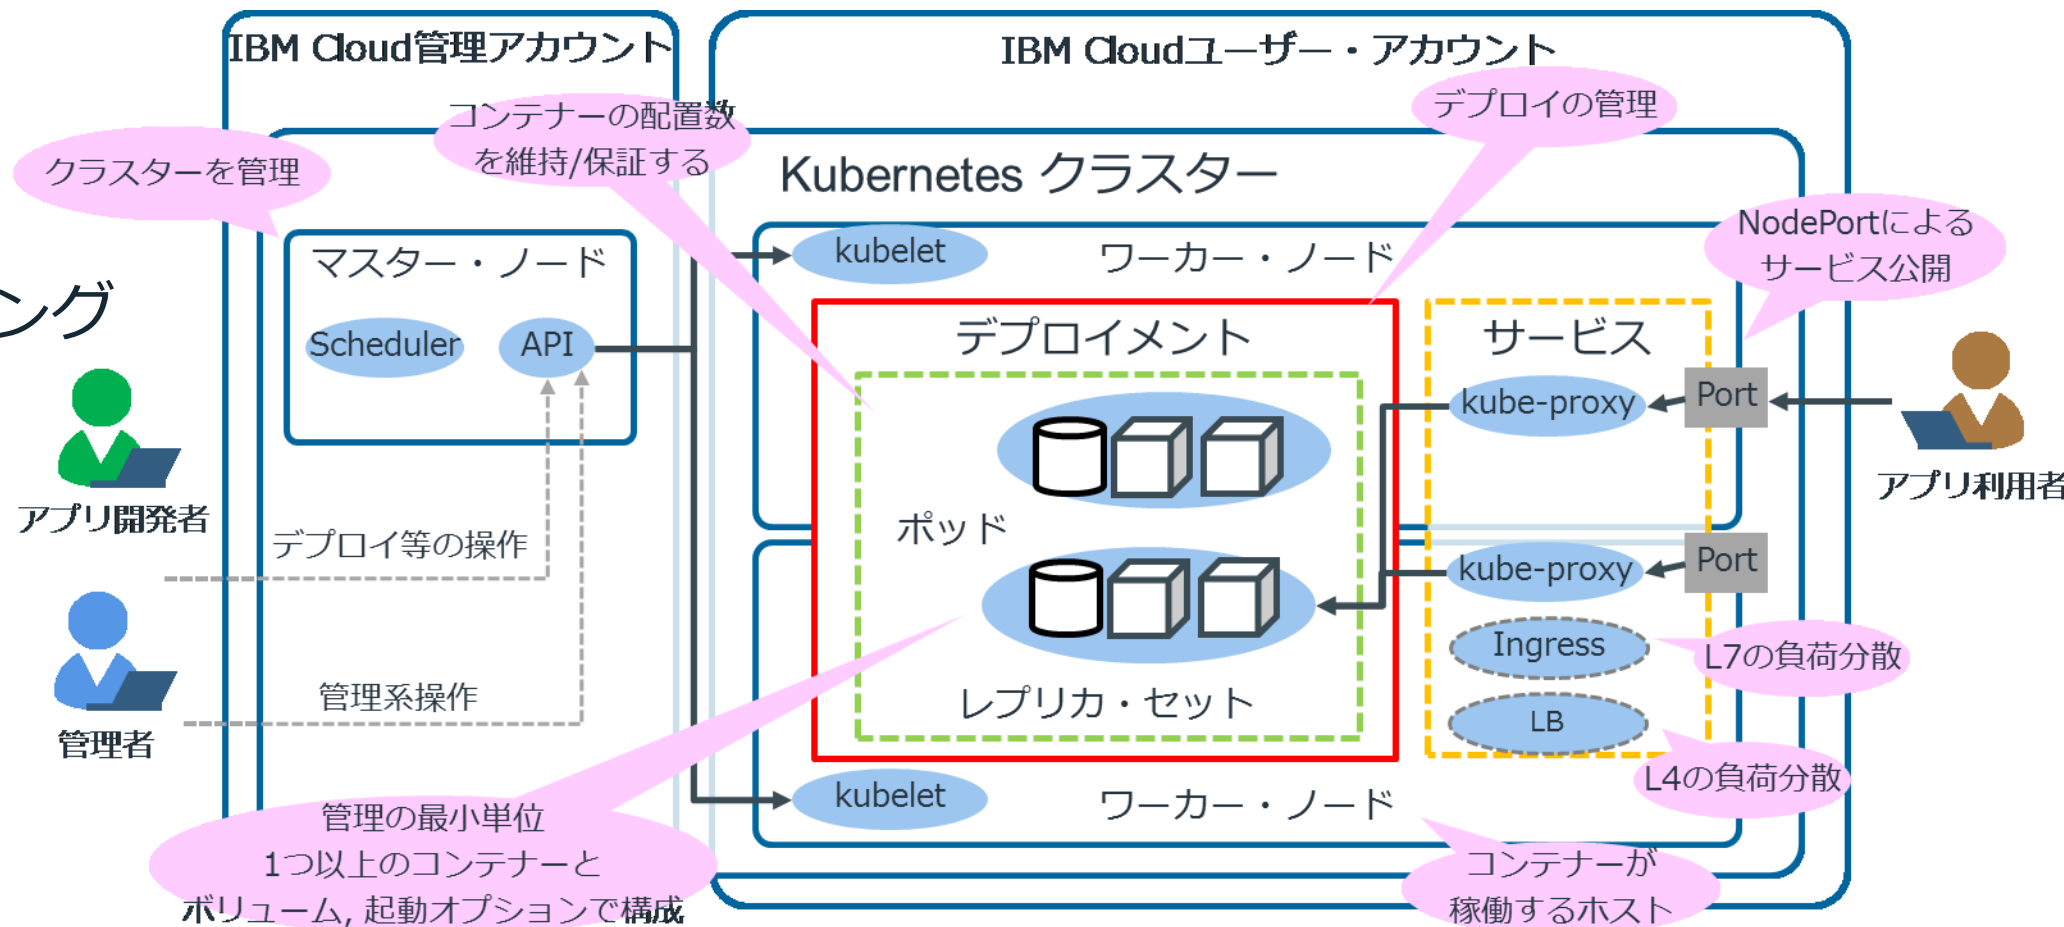 IBM Cloud管理アカウント
IBM Cloudユーザー・アカウント
コンテナーの配置数
を維持/保証する
デプロイの管理
クラスターを管理
Kubernetes クラスター
NodePortによる
サービス公開
マスター・ノード
kubelet
ワーカー・ノード
ング
Scheduler
API
デプロイメント
サービス
kube-proxy
Port
アプリ開発者
アプリ利用者
デプロイ等の操作
ポッド
kube-proxy
Port
Ingress
L7の負荷分散
管理系操作
レプリカ・セット
LB
管理者
L4の負荷分散
kubelet
ワーカー・ノード
管理の最小単位
1つ以上のコンテナーと
ボリューム, 起動オプションで構成
コンテナーが
稼働するホスト